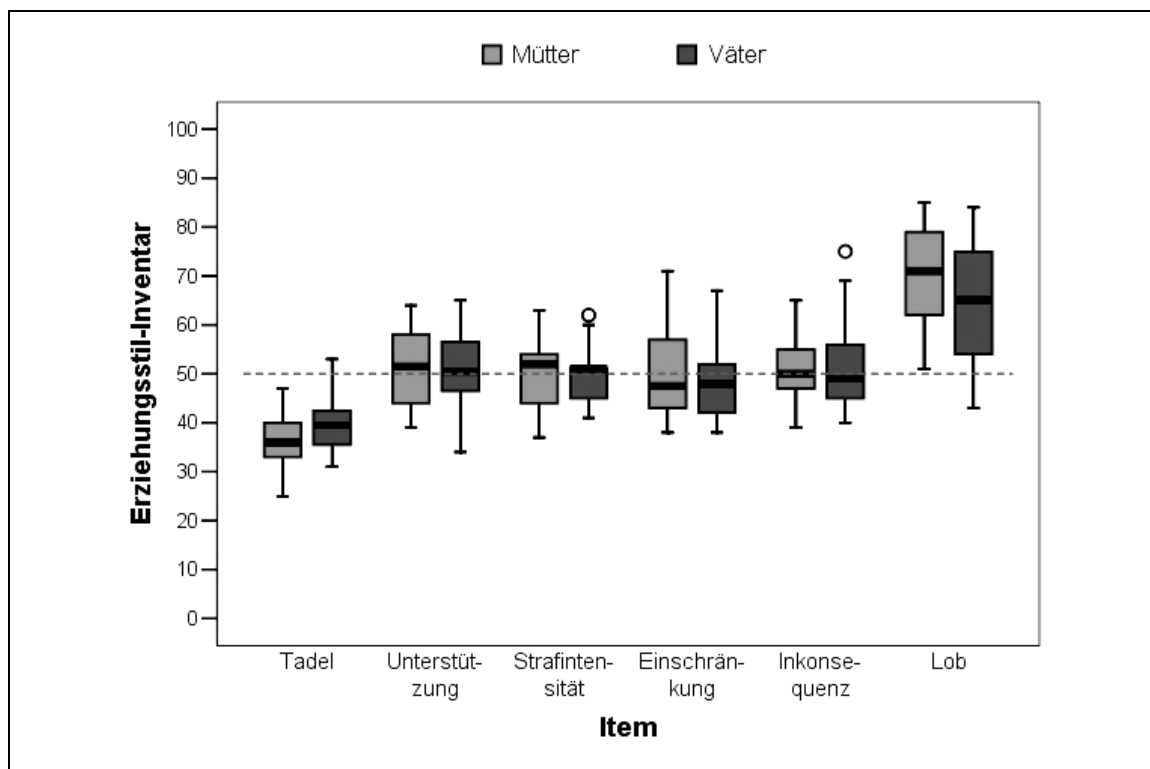 Mütter Väter
100
90
80
70
60
50
40
30
20
10
0
Erziehungsstil-Inventar
Tadel Unterstüt- Strafinten- Einschrän- Inkonse- Lob
zung sität kung quenz
Item